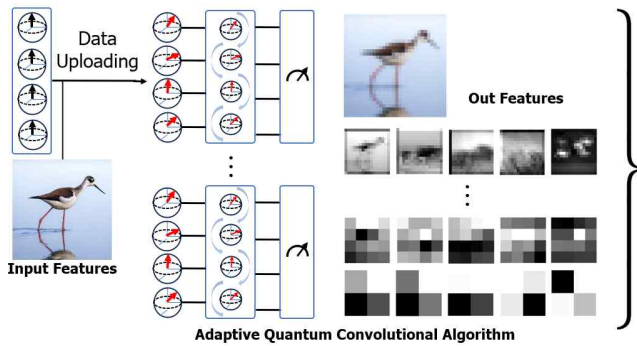 Data
Uploading
Out Features
Input Features
Adaptive Quantum Convolutional Algorithm